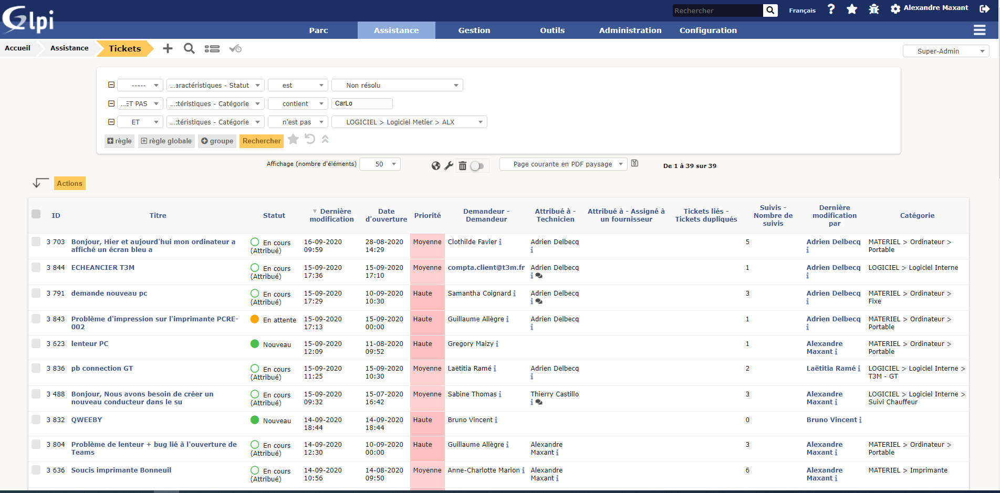 Glpi
Rechercher
Français
Alexandre Maxant
Parc
Assistance
Gestion
Outils
Administration
Configuration
Accueil
Assistance
Tickets
Super-Admin
----- ...aractéristiques - Statut est Non résolu
...ET PAS ...ctéristiques - Catégorie contient CarLo
ET ...ctéristiques - Catégorie n'est pas LOGICIEL > Logiciel Metier > ALX
règle règle globale groupe Rechercher
Affichage (nombre d'éléments) 50 Page courante en PDF paysage De 1 à 39 sur 39
Actions
ID
Titre
Statut
Dernière
modification
Date
d'ouverture
Priorité
Demandeur -
Demandeur
Attribué à -
Technicien
Attribué à - Assigné à
un fournisseur
Tickets liés -
Tickets dupliqués
Suivis -
Nombre de
suivis
Dernière
modification
par
Catégorie
3 703 Bonjour, Hier et aujourd'hui mon ordinateur a En cours 16-09-2020 28-08-2020 Moyenne Clothilde Favier Adrien Delbecq 5 Adrien Delbecq MATERIEL > Ordinateur >
affiché un écran bleu a (Attribué) 09:59 14:29 Portable
3 844 ECHEANCIER T3M En cours 15-09-2020 15-09-2020 Moyenne compta.client@t3m.fr Adrien Delbecq 1 Adrien Delbecq LOGICIEL > Logiciel Interne
(Attribué) 17:36 17:10
3 791 demande nouveau pc En cours 15-09-2020 10-09-2020 Haute Samantha Coignard Adrien Delbecq 3 Adrien Delbecq MATERIEL > Ordinateur >
(Attribué) 17:29 10:30 Fixe
3 843 Problème d'impression sur l'imprimante PCRE- En attente 15-09-2020 15-09-2020 Haute Guillaume Allègre Adrien Delbecq 1 Adrien Delbecq MATERIEL > Ordinateur >
002 17:13 00:00 Portable
3 623 lenteur PC Nouveau 15-09-2020 11-08-2020 Haute Gregory Maizy 1 Alexandre MATERIEL > Ordinateur >
12:09 09:52 Maxant Portable
3 836 pb connection GT En cours 15-09-2020 15-09-2020 Moyenne Laëtitia Ramé Adrien Delbecq 2 Laëtitia Ramé LOGICIEL > Logiciel Interne >
(Attribué) 11:25 10:30 T3M - GT
3 488 Bonjour, Nous avons besoin de créer un En cours 15-09-2020 15-07-2020 Moyenne Sabine Thomas Thierry Castillo 3 Alexandre LOGICIEL > Logiciel Interne >
nouveau conducteur dans le su (Attribué) 09:32 16:42 Maxant Suivi Chauffeur
3 832 QWEEBY Nouveau 14-09-2020 14-09-2020 Haute Bruno Vincent 0 Bruno Vincent
18:44 18:44
3 804 Problème de lenteur + bug lié à l'ouverture de En cours 14-09-2020 10-09-2020 Haute Guillaume Allègre Alexandre 3 Alexandre MATERIEL > Ordinateur >
Teams (Attribué) 12:30 00:00 Maxant Maxant Portable
3 636 Soucis imprimante Bonneuil En cours 14-09-2020 14-08-2020 Moyenne Anne-Charlotte Marion Alexandre 6 Alexandre MATERIEL > Imprimante
(Attribué) 10:56 09:50 Maxant Maxant